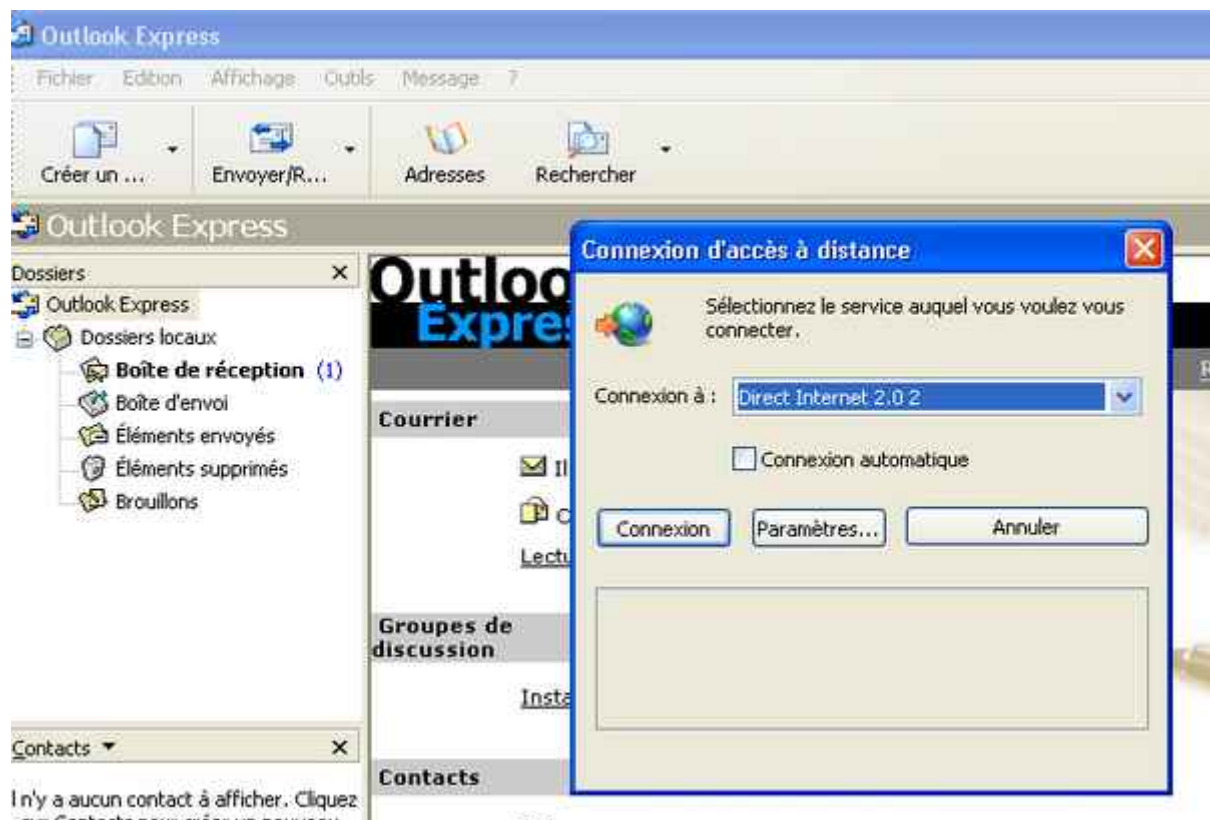 Outlook Express
Fichier Edition Affichage Outils Message ?
Créer un ... Envoyer/R... Adresses Rechercher
Outlook Express
Dossiers
Outlook Express
Dossiers locaux
Boîte de réception (1)
Boîte d'envoi
Éléments envoyés
Éléments supprimés
Brouillons
Contacts
l n'y a aucun contact à afficher. Cliquez
Outloo
Expre
Courrier
Il
C
Lectu
Groupes de
discussion
Insta
Contacts
Connexion d'accès à distance
Sélectionnez le service auquel vous voulez vous
connecter.
Connexion à : Direct Internet 2.0 2
Connexion automatique
Connexion Paramètres... Annuler